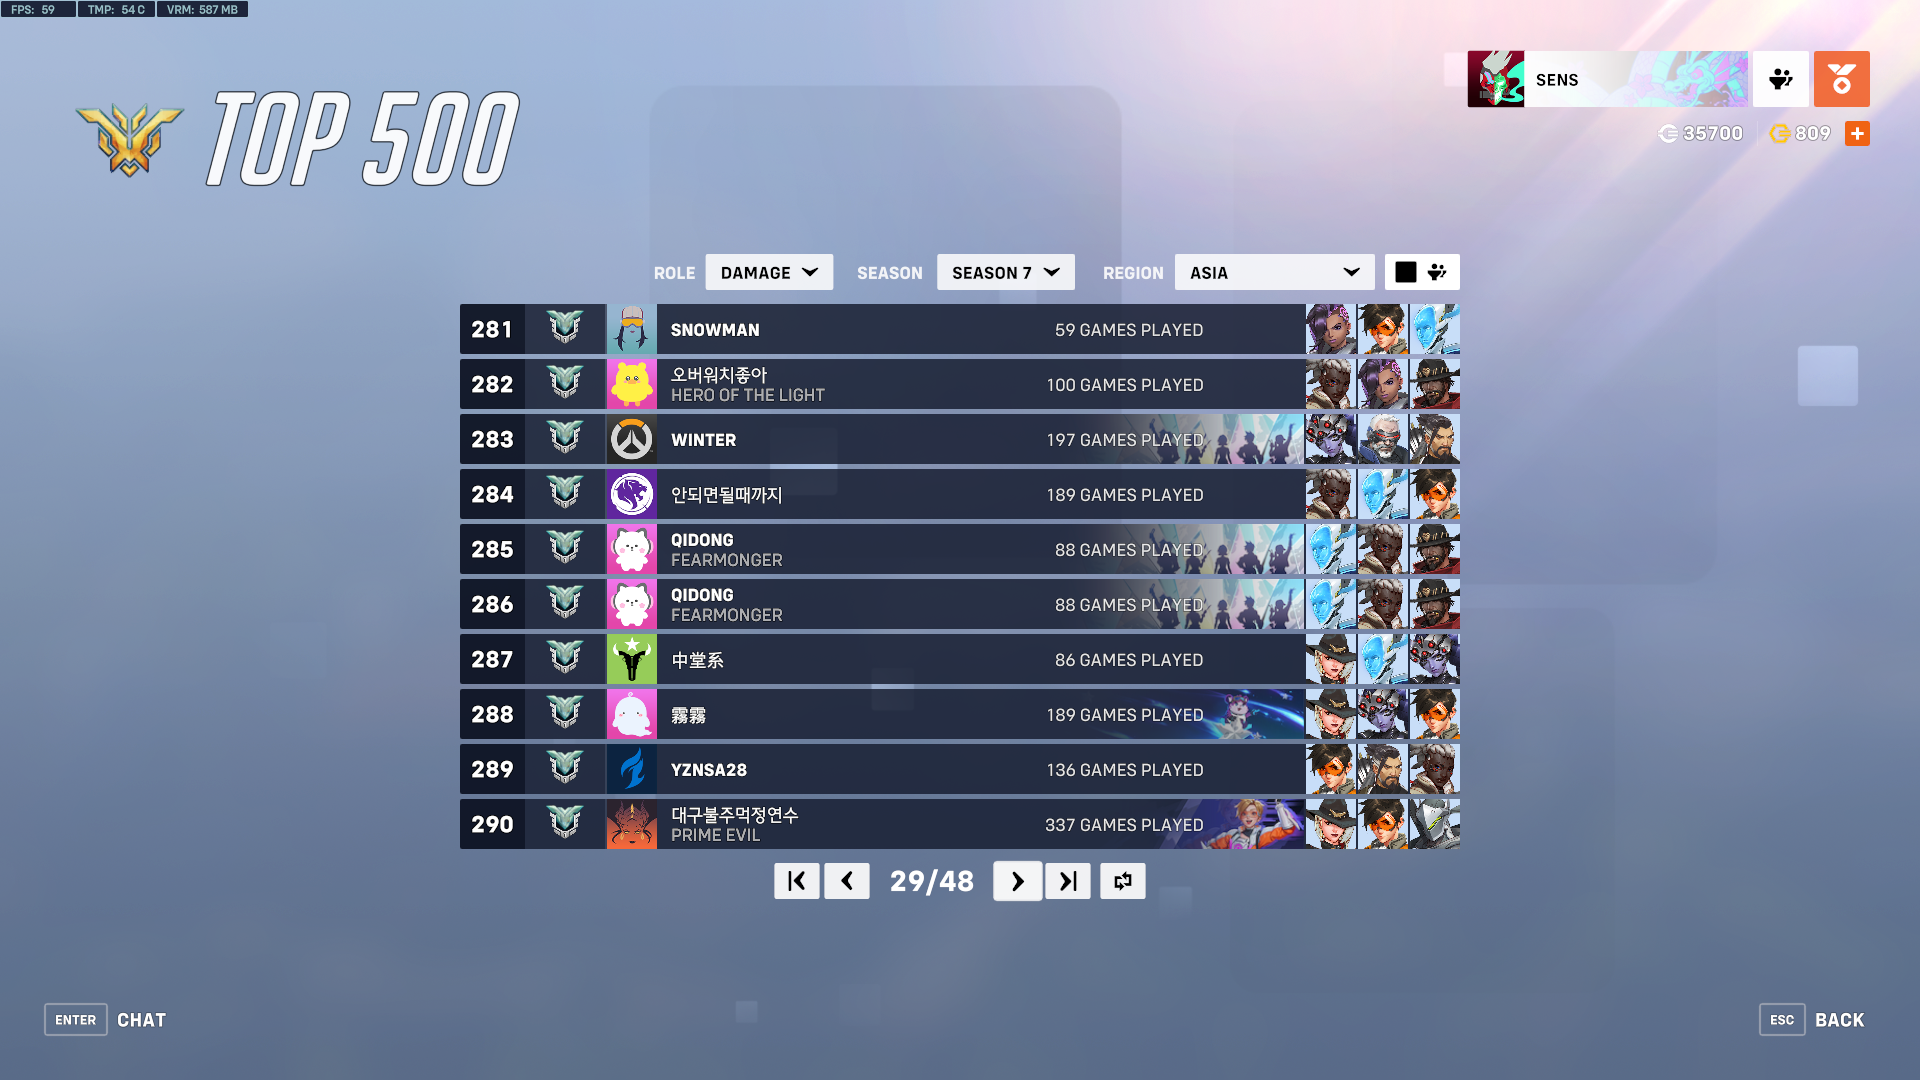 FPS: 59 TMP: 54 C VRM: 587 MB
TOP 500
SENS
35700 809
ROLE DAMAGE SEASON SEASON 7 REGION ASIA
281 SNOWMAN 59 GAMES PLAYED
282 오버워치좋아 100 GAMES PLAYED
HERO OF THE LIGHT
283 WINTER 197 GAMES PLAYED
284 안되면될때까지 189 GAMES PLAYED
285 QIDONG 88 GAMES PLAYED
FEARMONGER
286 QIDONG 88 GAMES PLAYED
FEARMONGER
287 中堂系 86 GAMES PLAYED
288 霧霧 189 GAMES PLAYED
289 YZNSA28 136 GAMES PLAYED
290 대구불주먹정연수 337 GAMES PLAYED
PRIME EVIL
29/48
ENTER CHAT
ESC BACK